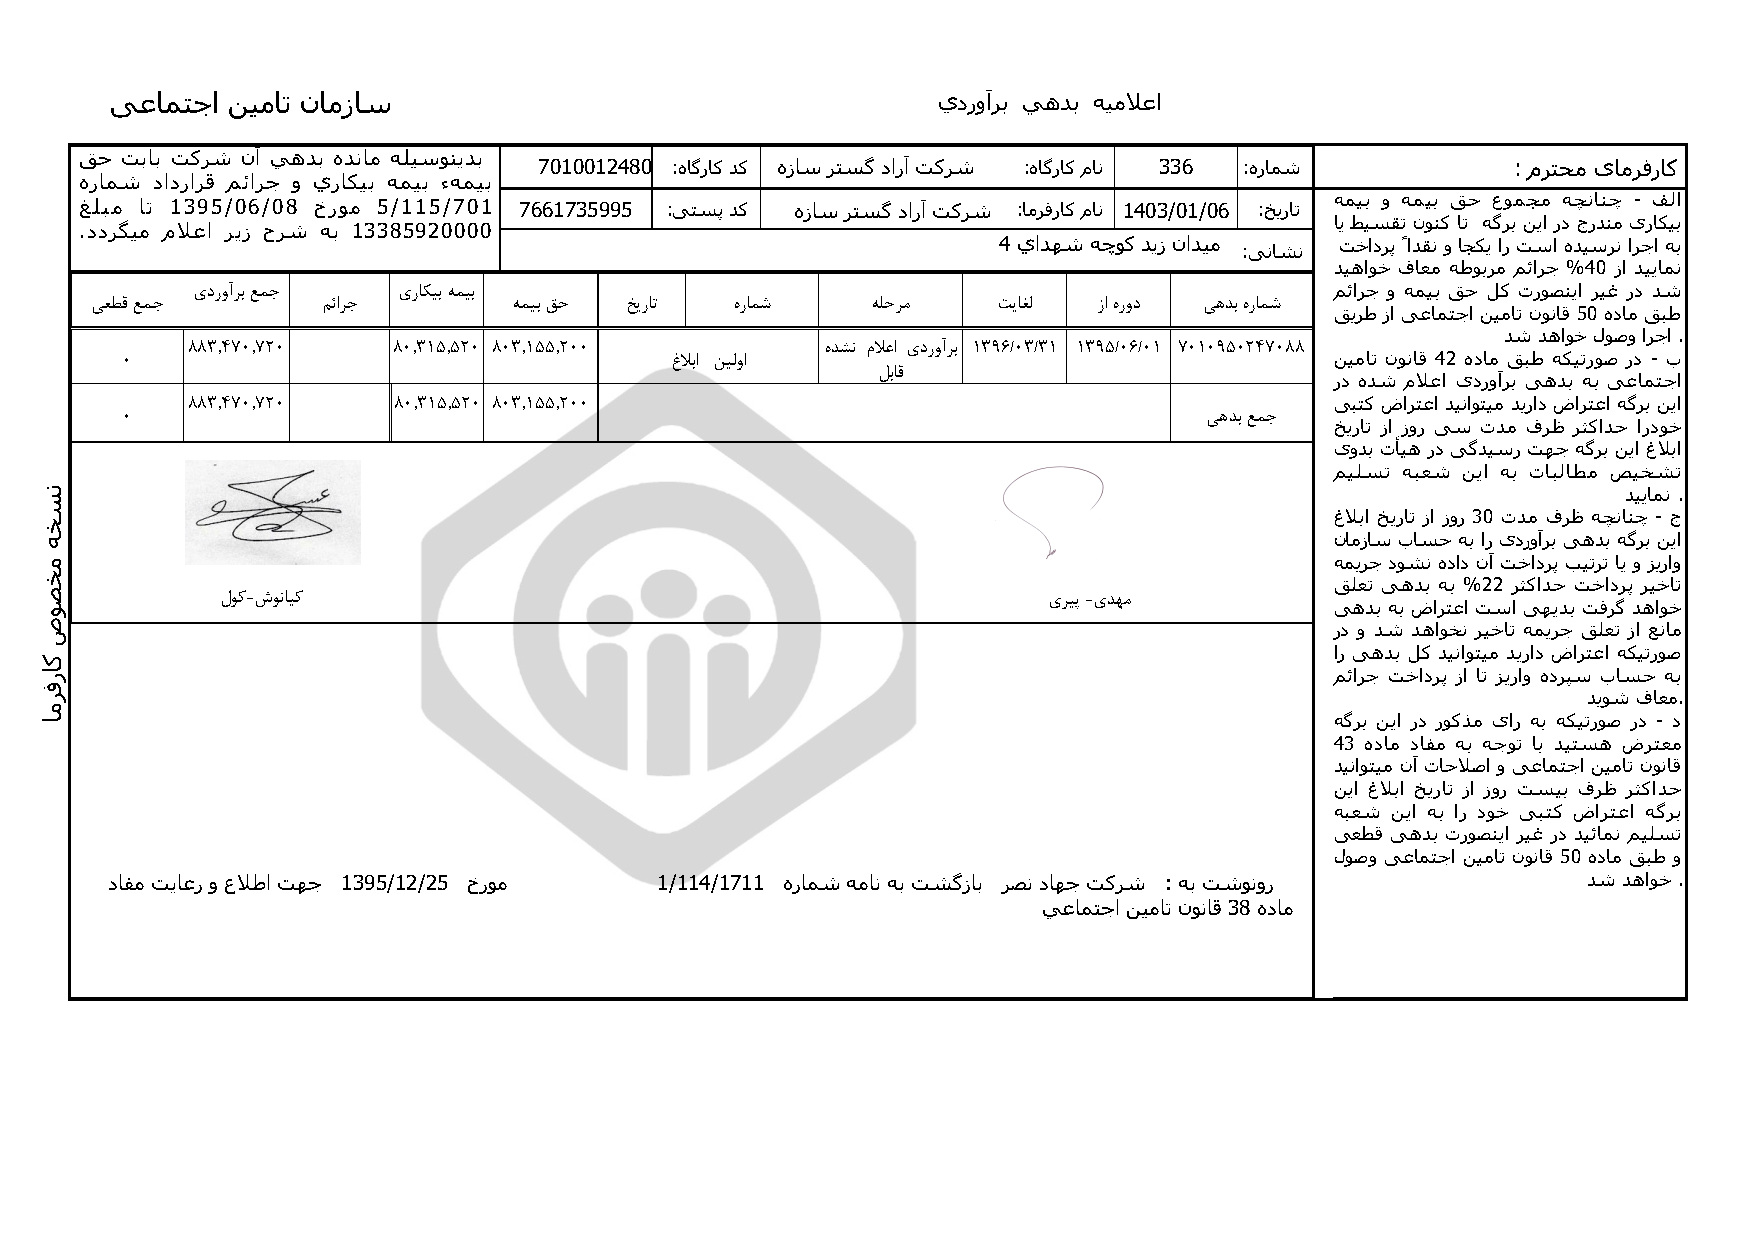 اعلامیه بدهي برآوردي
سازمان تامین اجتماعی
کارفرمای محترم :
الف - چنانچه مجموع حق بیمه و بیمه
بیکاری مندرج در این برگه تا کنون تقسیط یا
به اجرا نرسیده است را یکجا و نقداً پرداخت
نمایید از 40% جرائم مربوطه معاف خواهید
شد در غیر اینصورت کل حق بیمه و جرائم
طبق ماده 50 قانون تامین اجتماعی از طریق
اجرا وصول خواهد شد .
ب - در صورتیکه طبق ماده 42 قانون تامین
اجتماعی به بدهی برآوردی اعلام شده در
این برگه اعتراض دارید میتوانید اعتراض کتبی
خودرا حداکثر ظرف مدت سی روز از تاریخ
ابلاغ این برگه جهت رسیدگی در هیأت بدوی
تشخیص مطالبات به این شعبه تسلیم
نمایید .
ج - چنانچه ظرف مدت 30 روز از تاریخ ابلاغ
این برگه بدهی برآوردی را به حساب سازمان
واریز و یا ترتیب پرداخت آن داده نشود جریمه
تاخیر پرداخت حداکثر 22% به بدهی تعلق
خواهد گرفت بدیهی است اعتراض به بدهی
مانع از تعلق جریمه تاخیر نخواهد شد و در
صورتیکه اعتراض دارید میتوانید کل بدهی را
به حساب سپرده واریز تا از پرداخت جرائم
معاف شوید.
د - در صورتیکه به رای مذکور در این برگه
معترض هستید با توجه به مفاد ماده 43
قانون تامین اجتماعی و اصلاحات آن میتوانید
حداکثر ظرف بیست روز از تاریخ ابلاغ این
برگه اعتراض کتبی خود را به این شعبه
تسلیم نمائید در غیر اینصورت بدهی قطعی
و طبق ماده 50 قانون تامین اجتماعی وصول
خواهد شد .
شماره: 336 نام کارگاه: شرکت آراد گستر سازه کد کارگاه: 7010012480
تاریخ: 1403/01/06 نام کارفرما: شرکت آراد گستر سازه کد پستی: 7661735995
نشانی: میدان زید کوچه شهدای 4
بدینوسیله مانده بدهي آن شرکت بابت حق
بیمهء بیمه بیکاري و جرائم قرارداد شماره
5/115/701 مورخ 1395/06/08 تا مبلغ
13385920000 به شرح زیر اعلام میگردد.
شماره بدهی دوره از لغایت مرحله شماره تاریخ حق بیمه بیمه بیکاری جرائم جمع برآوردی جمع قطعی
۷۰۱۰۹۵۰۲۴۷۰۸۸ ۱۳۹۵/۰۶/۰۱ ۱۳۹۶/۰۳/۳۱ برآوردی اعلام نشده اولین ابلاغ ۸۰۳,۱۵۵,۲۰۰ ۸۰,۳۱۵,۵۲۰ ۸۸۳,۴۷۰,۷۲۰ ۰
قابل
جمع بدهی ۸۰۳,۱۵۵,۲۰۰ ۸۰,۳۱۵,۵۲۰ ۸۸۳,۴۷۰,۷۲۰ ۰
مهدی- پیری
کیانوش-کول
رونوشت به : شرکت جهاد نصر بازگشت به نامه شماره 1/114/1711 مورخ 1395/12/25 جهت اطلاع و رعایت مفاد
ماده 38 قانون تامین اجتماعي
نسخه مخصوص کارفرما